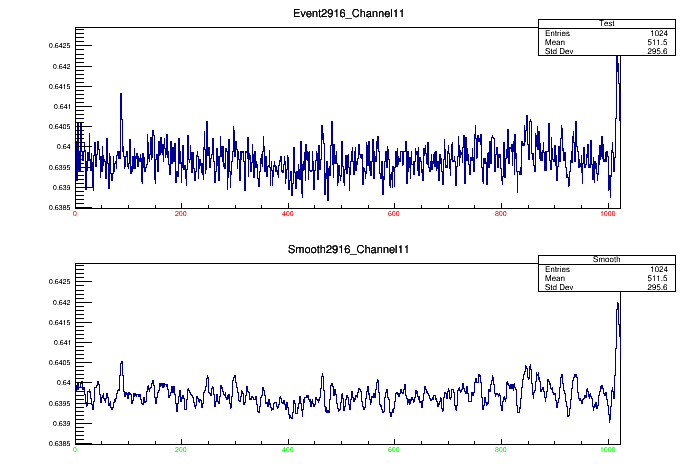 Event2916_Channel11
Test
Entries 1024
Mean 511.5
Std Dev 295.6
0.6425
0.642
0.6415
0.641
0.6405
0.64
0.6395
0.639
0.6385
0 200 400 600 800 1000
Smooth2916_Channel11
Smooth
Entries 1024
Mean 511.5
Std Dev 295.6
0.6425
0.642
0.6415
0.641
0.6405
0.64
0.6395
0.639
0.6385
0 200 400 600 800 1000